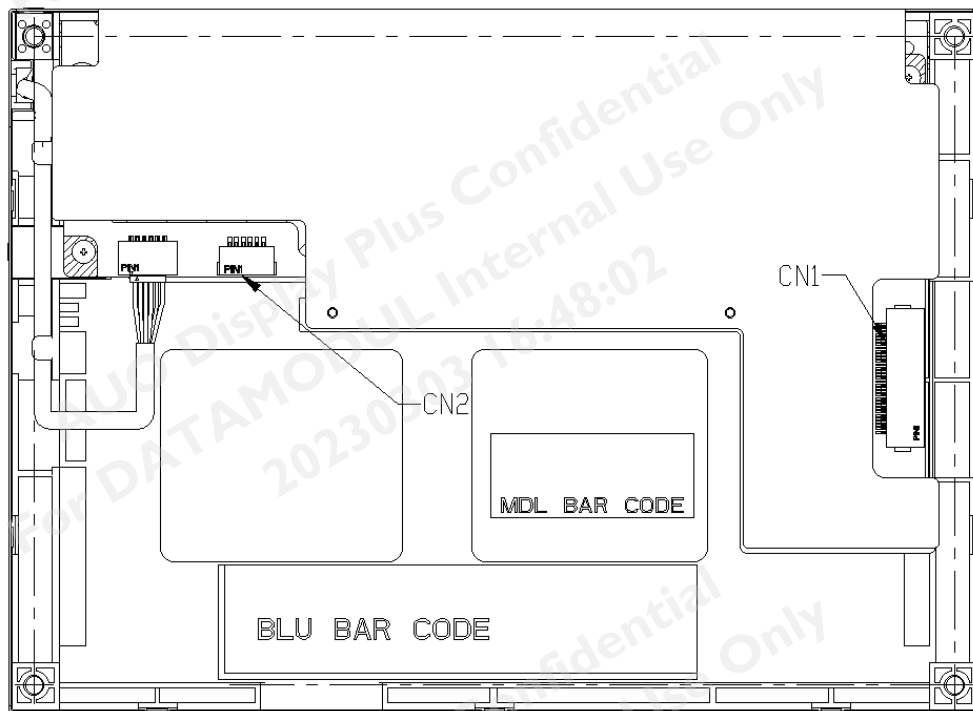 AUO Display Plus Confidential
For DATAMODUL Internal Use Only
20230303 16:48:02
CN1
PIN1
PIN1
PIN1
CN2
MDL BAR CODE
BLU BAR CODE
Confidential
Use Only